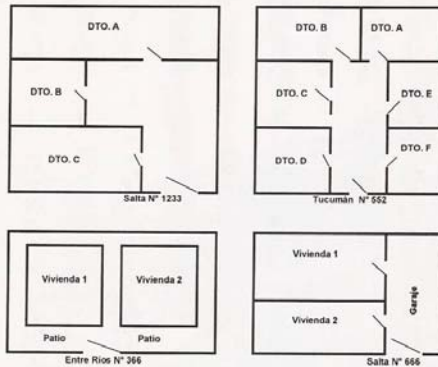 DTO. A
DTO. B
DTO. C
Salta N° 1233
DTO. B
DTO. A
DTO. C
DTO. E
DTO. D
DTO. F
Tucumán N° 552
Vivienda 1
Vivienda 2
Patio
Patio
Entre Ríos N° 366
Vivienda 1
Vivienda 2
Garaje
Salta N° 666